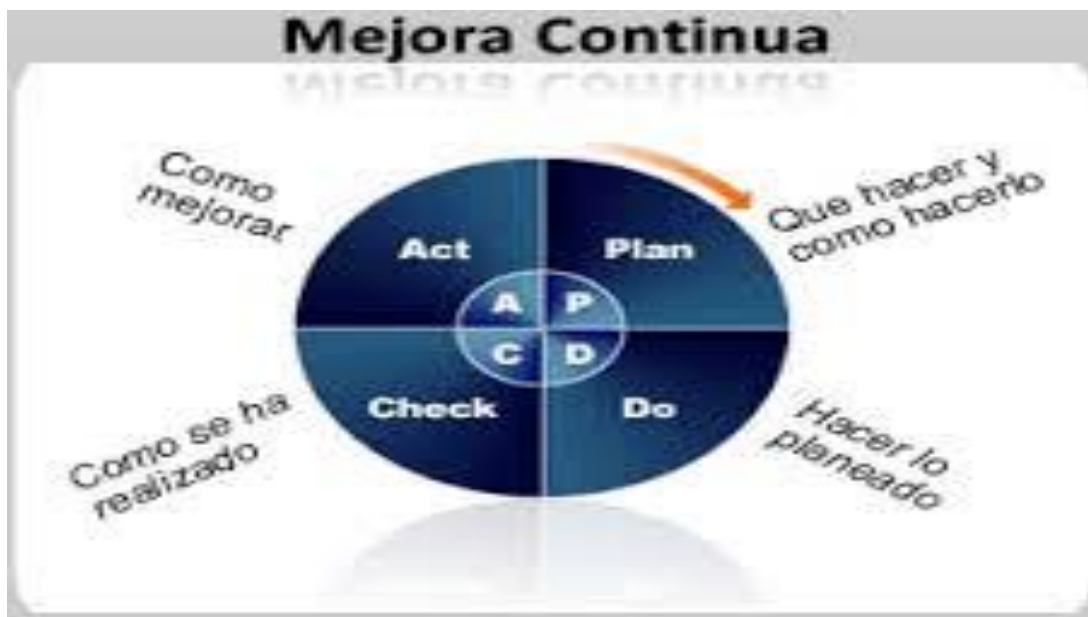 Mejora Continua
Como
mejorar
Que hacer y
como hacerlo
Act
Plan
A
P
C
D
Check
Do
Como se ha
realizado
Hacer lo
planeado